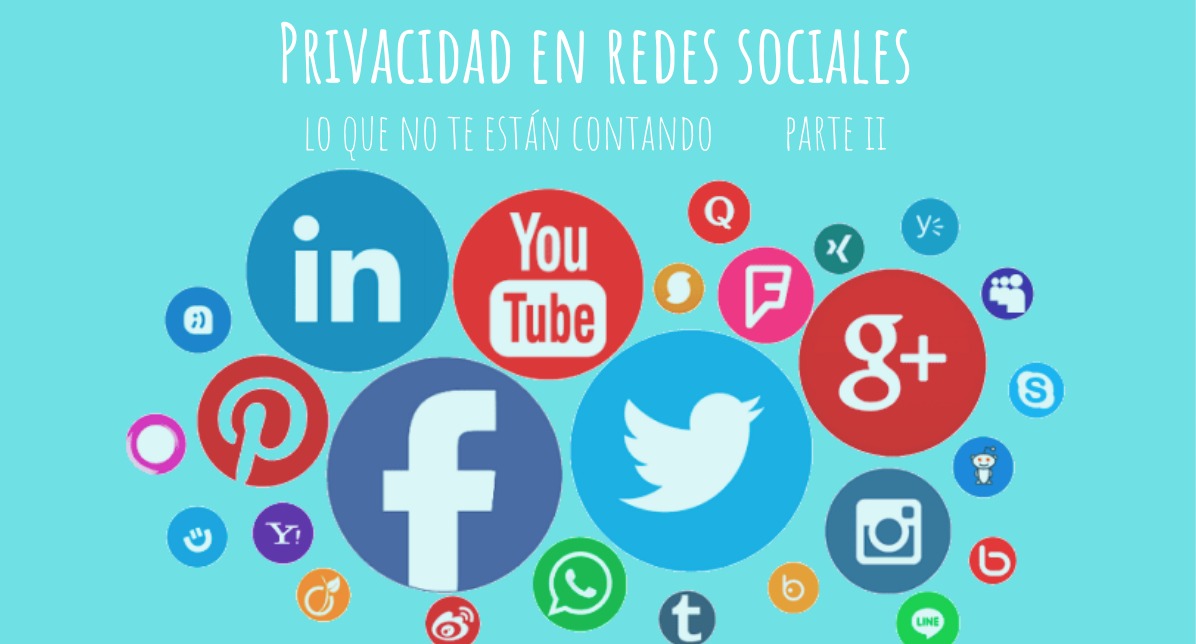 PRIVACIDAD EN REDES SOCIALES
LO QUE NO TE ESTÁN CONTANDO PARTE II
in
You
Tube
Q
y
F
g+
S
f
Y!
t
b
b
LINE